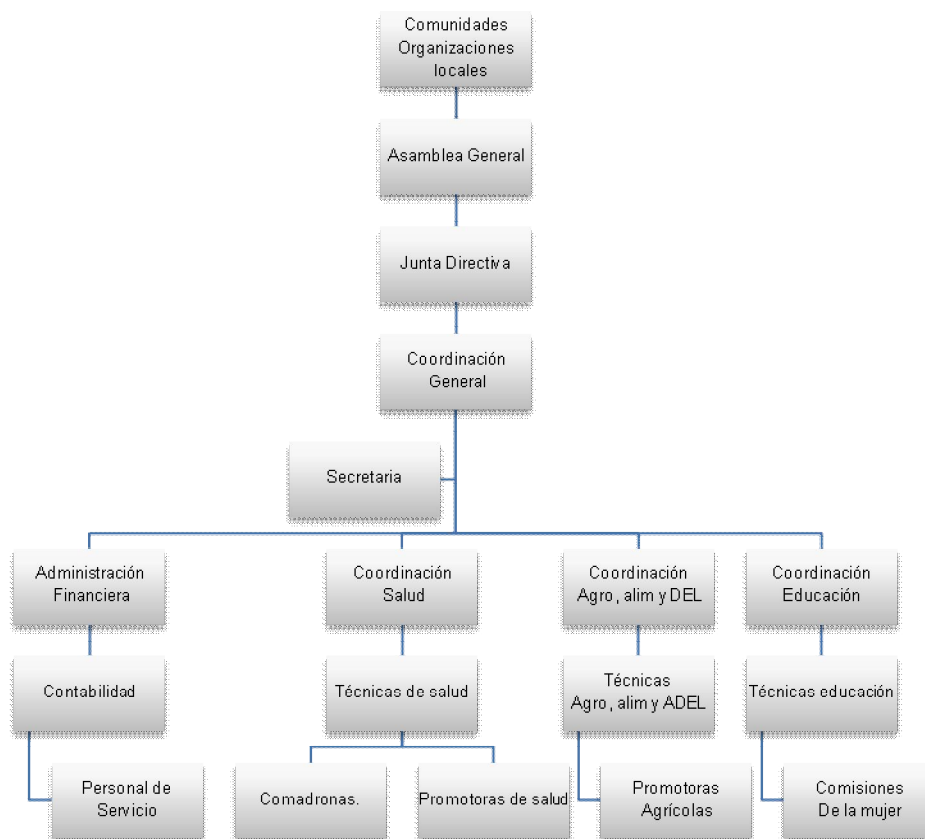 Comunidades
Organizaciones
locales
Asamblea General
Junta Directiva
Coordinación
General
Secretaria
Administración
Financiera
Coordinación
Salud
Coordinación
Agro, alim y DEL
Coordinación
Educación
Contabilidad
Técnicas de salud
Técnicas
Agro, alim y ADEL
Técnicas educación
Personal de
Servicio
Comadronas.
Promotoras de salud
Promotoras
Agrícolas
Comisiones
De la mujer